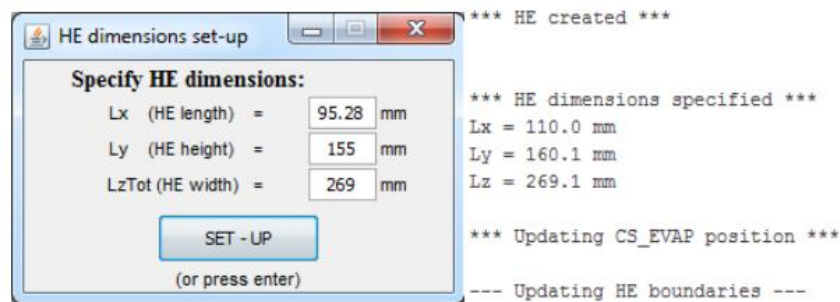 HE dimensions set-up
Specify HE dimensions:
Lx (HE length) = 95.28 mm
Ly (HE height) = 155 mm
LzTot (HE width) = 269 mm
SET - UP
(or press enter)
*** HE created ***
*** HE dimensions specified ***
Lx = 110.0 mm
Ly = 160.1 mm
Lz = 269.1 mm
*** Updating CS_EVAP position ***
--- Updating HE boundaries ---